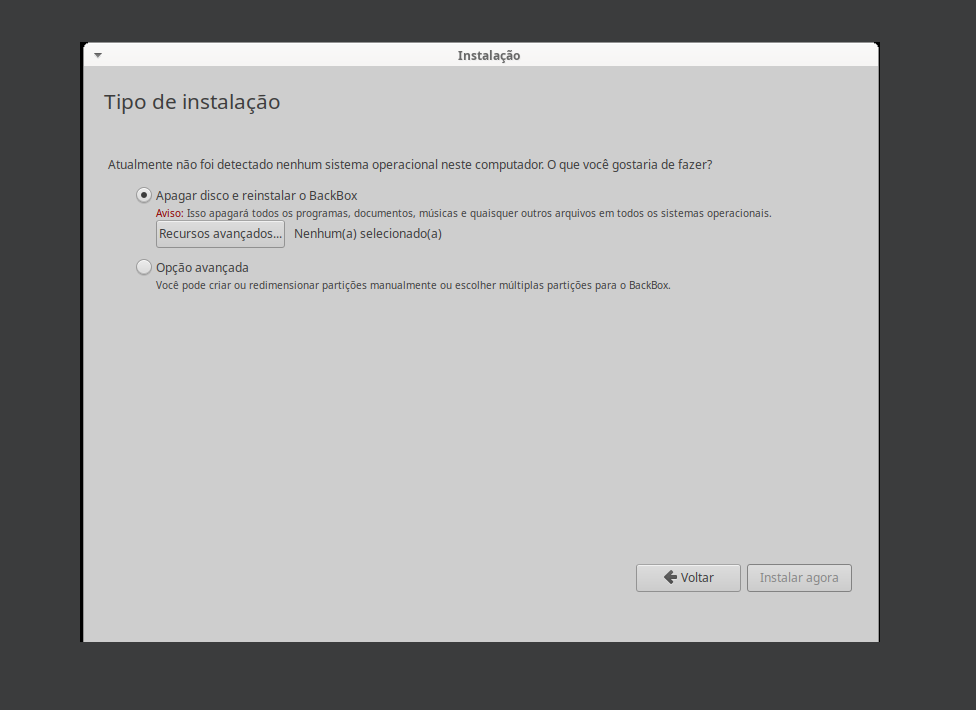 Instalação
Tipo de instalação
Atualmente não foi detectado nenhum sistema operacional neste computador. O que você gostaria de fazer?
Apagar disco e reinstalar o BackBox
Aviso: Isso apagará todos os programas, documentos, músicas e quaisquer outros arquivos em todos os sistemas operacionais.
Recursos avançados... Nenhum(a) selecionado(a)
Opção avançada
Você pode criar ou redimensionar partições manualmente ou escolher múltiplas partições para o BackBox.
Voltar Instalar agora